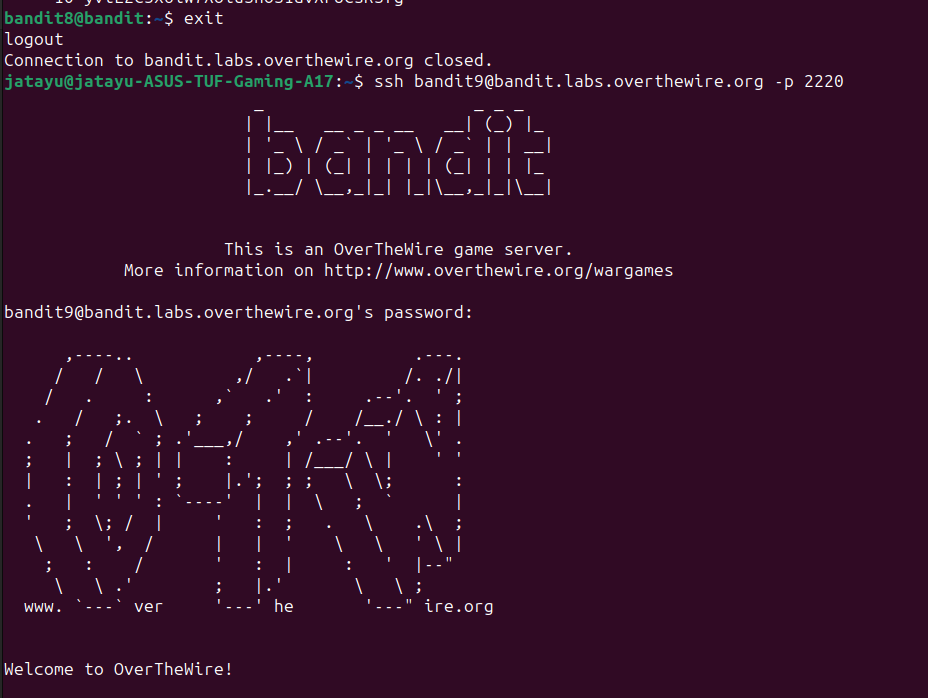 bandit8@bandit:~$ exit
logout
Connection to bandit.labs.overthewire.org closed.
jatayu@jatayu-ASUS-TUF-Gaming-A17:~$ ssh bandit9@bandit.labs.overthewire.org -p 2220
bandit
This is an OverTheWire game server.
More information on http://www.overthewire.org/wargames
bandit9@bandit.labs.overthewire.org's password:
www. `---` ver '---' he '---" ire.org
Welcome to OverTheWire!